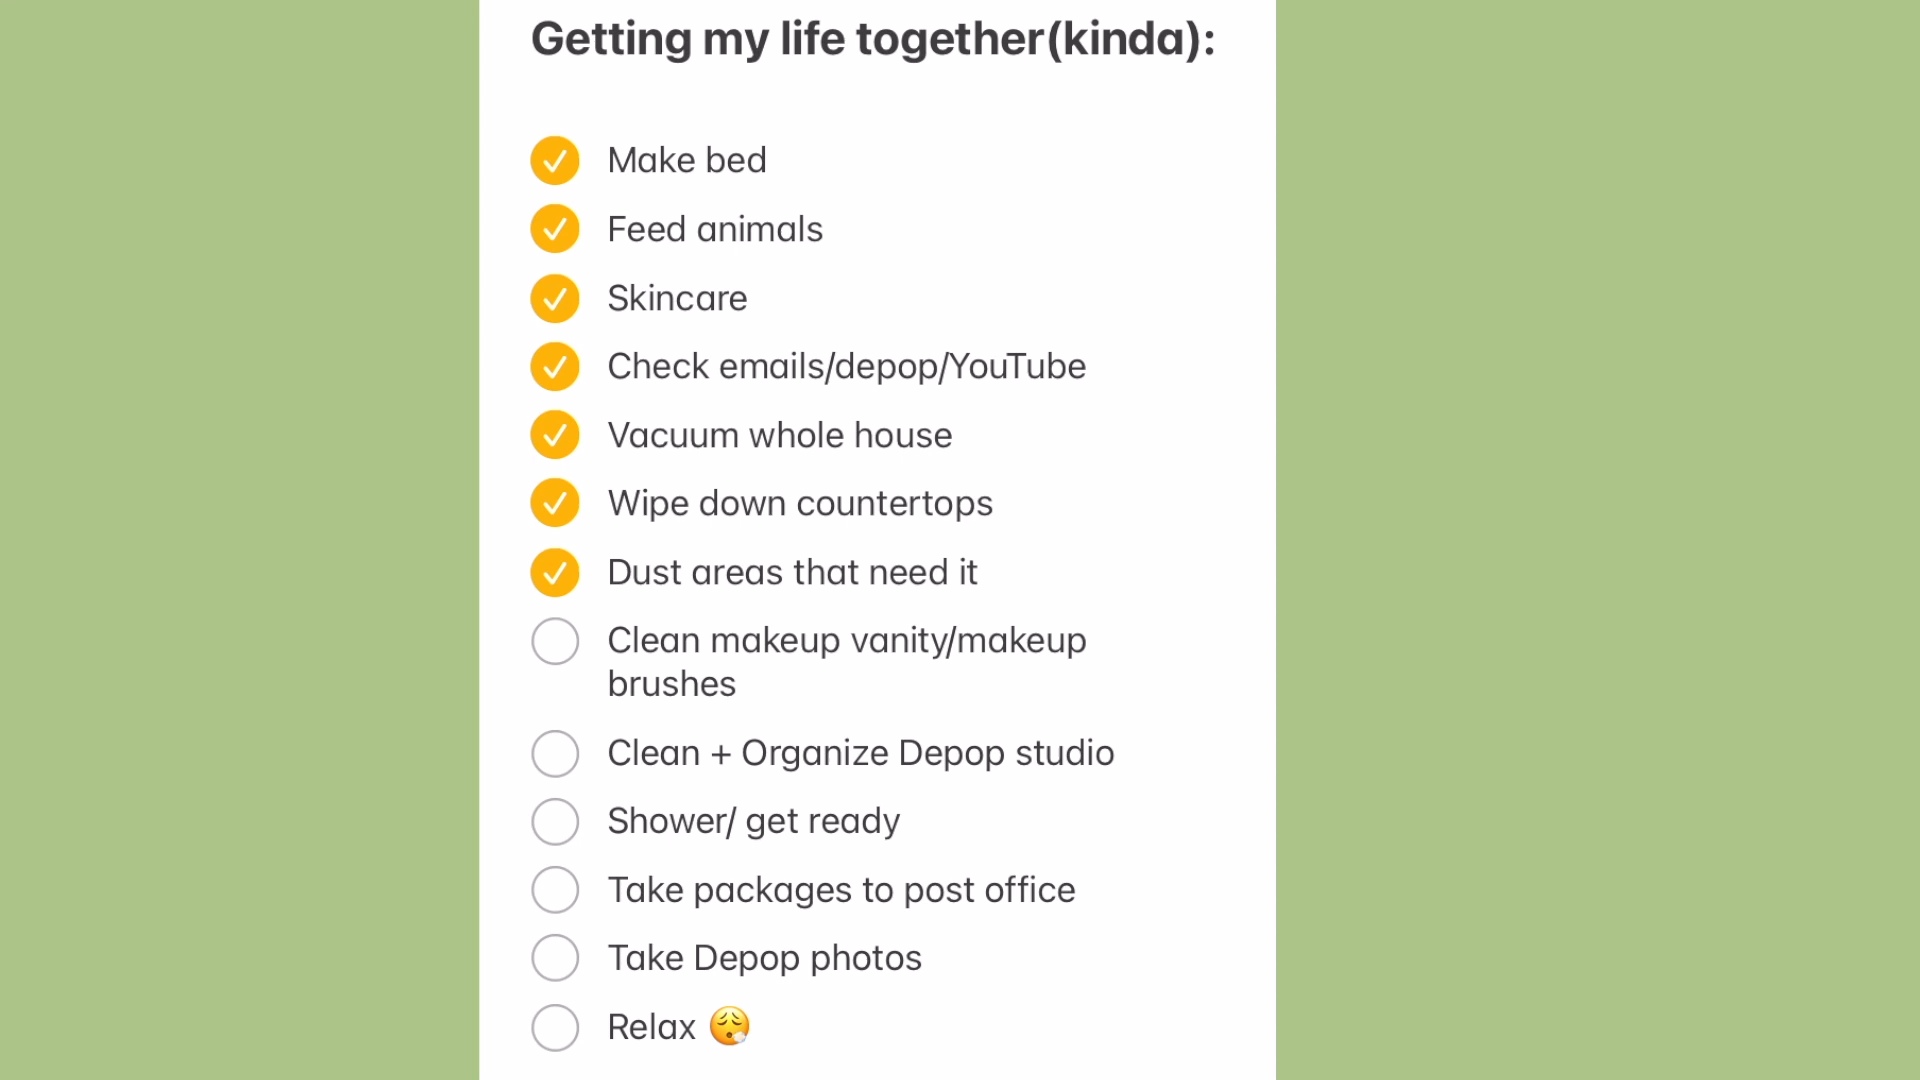 Getting my life together(kinda):
Make bed
Feed animals
Skincare
Check emails/depop/YouTube
Vacuum whole house
Wipe down countertops
Dust areas that need it
Clean makeup vanity/makeup
brushes
Clean + Organize Depop studio
Shower/ get ready
Take packages to post office
Take Depop photos
Relax 😮‍💨